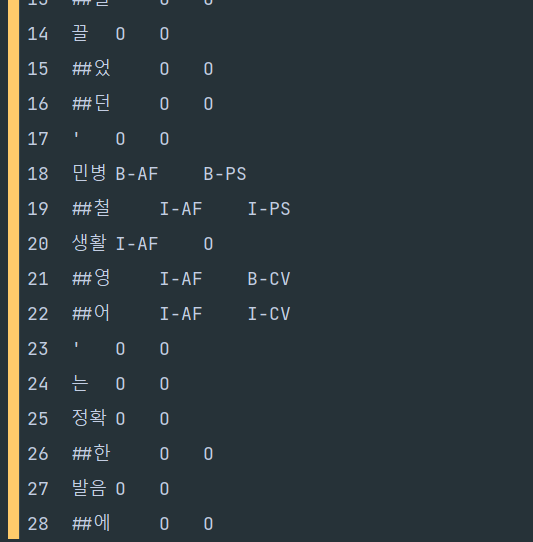 14 끌 O O
15 ##었 O O
16 ##던 O O
17 ' O O
18 민병 B-AF B-PS
19 ##철 I-AF I-PS
20 생활 I-AF O
21 ##영 I-AF B-CV
22 ##어 I-AF I-CV
23 ' O O
24 는 O O
25 정확 O O
26 ##한 O O
27 발음 O O
28 ##에 O O